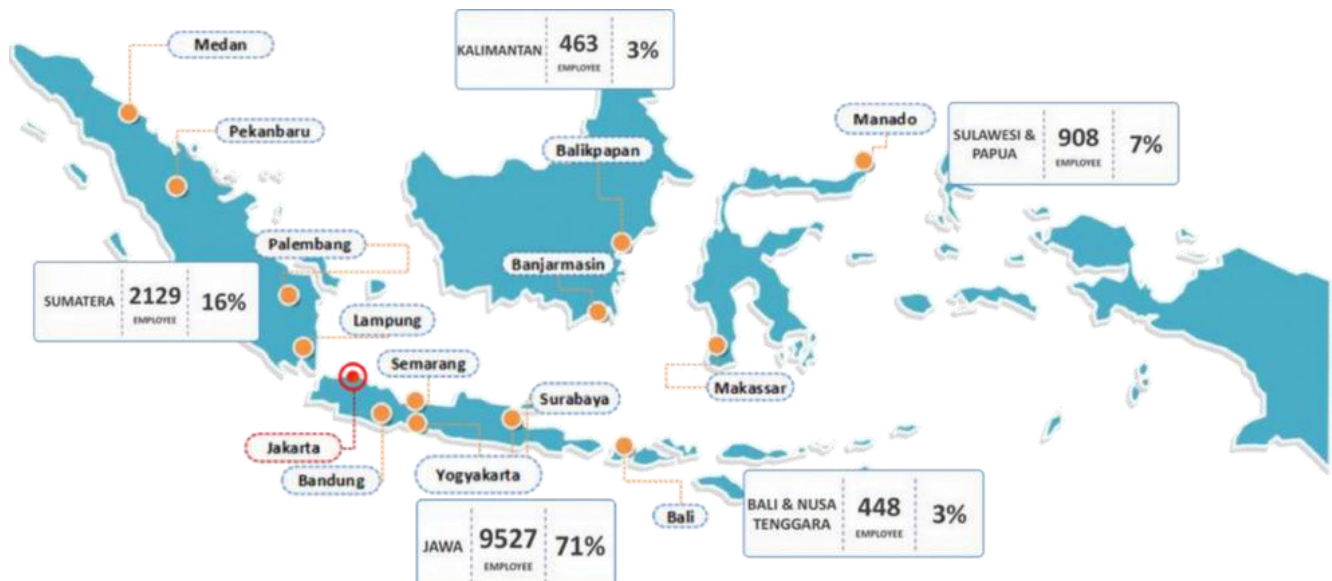 Medan
KALIMANTAN
463
EMPLOYEE
3%
Pekanbaru
Balikpapan
Manado
SULAWESI &
PAPUA
908
EMPLOYEE
7%
Palembang
Banjarmasin
SUMATERA
2129
EMPLOYEE
16%
Lampung
Semarang
Surabaya
Makassar
Jakarta
Bandung
Yogyakarta
Bali
BALI & NUSA
TENGGARA
448
EMPLOYEE
3%
JAWA
9527
EMPLOYEE
71%